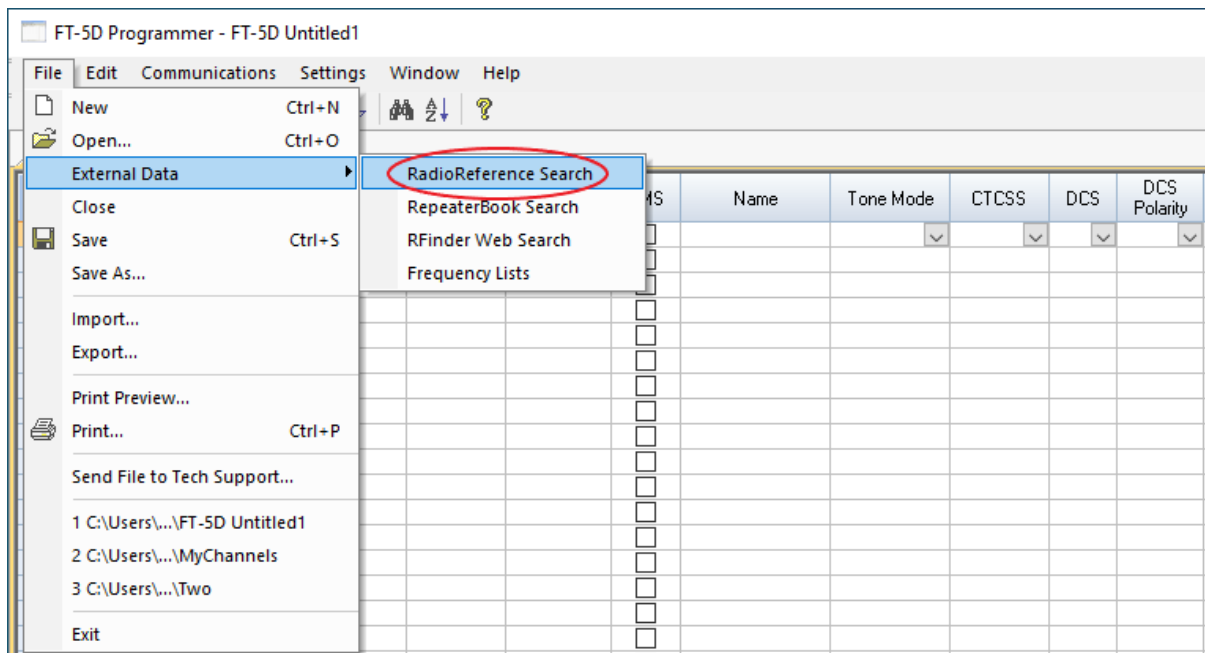 FT-5D Programmer - FT-5D Untitled1
File Edit Communications Settings Window Help
New Ctrl+N
Open... Ctrl+O
External Data
Close
Save Ctrl+S
Save As...
Import...
Export...
Print Preview...
Print... Ctrl+P
Send File to Tech Support...
1 C:\Users\...\FT-5D Untitled1
2 C:\Users\...\MyChannels
3 C:\Users\...\Two
Exit
RadioReference Search
RepeaterBook Search
RFinder Web Search
Frequency Lists
MS Name Tone Mode CTCSS DCS DCS Polarity